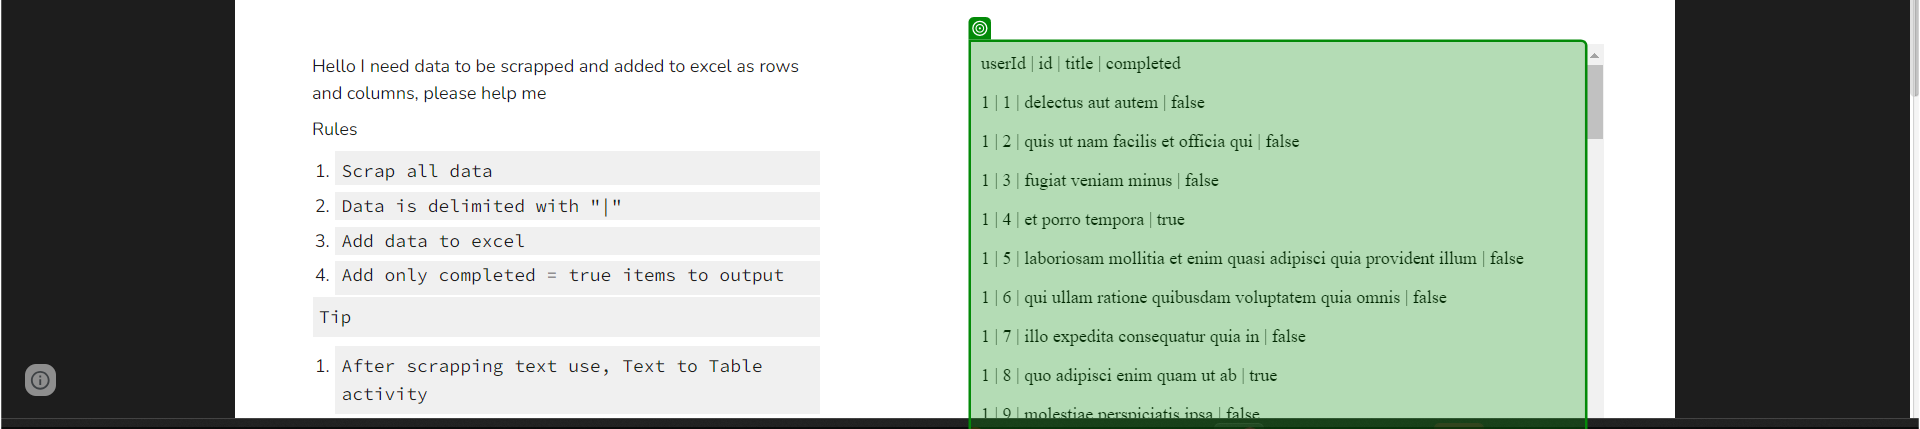 Hello I need data to be scrapped and added to excel as rows
and columns, please help me
Rules
1. Scrap all data
2. Data is delimited with "|"
3. Add data to excel
4. Add only completed = true items to output
Tip
1. After scrapping text use, Text to Table
activity
userId | id | title | completed
1 | 1 | delectus aut autem | false
1 | 2 | quis ut nam facilis et officia qui | false
1 | 3 | fugiat veniam minus | false
1 | 4 | et porro tempora | true
1 | 5 | laboriosam mollitia et enim quasi adipisci quia provident illum | false
1 | 6 | qui ullam ratione quibusdam voluptatem quia omnis | false
1 | 7 | illo expedita consequatur quia in | false
1 | 8 | quo adipisci enim quam ut ab | true
1 | 9 | molestiae perspiciatis ipsa | false